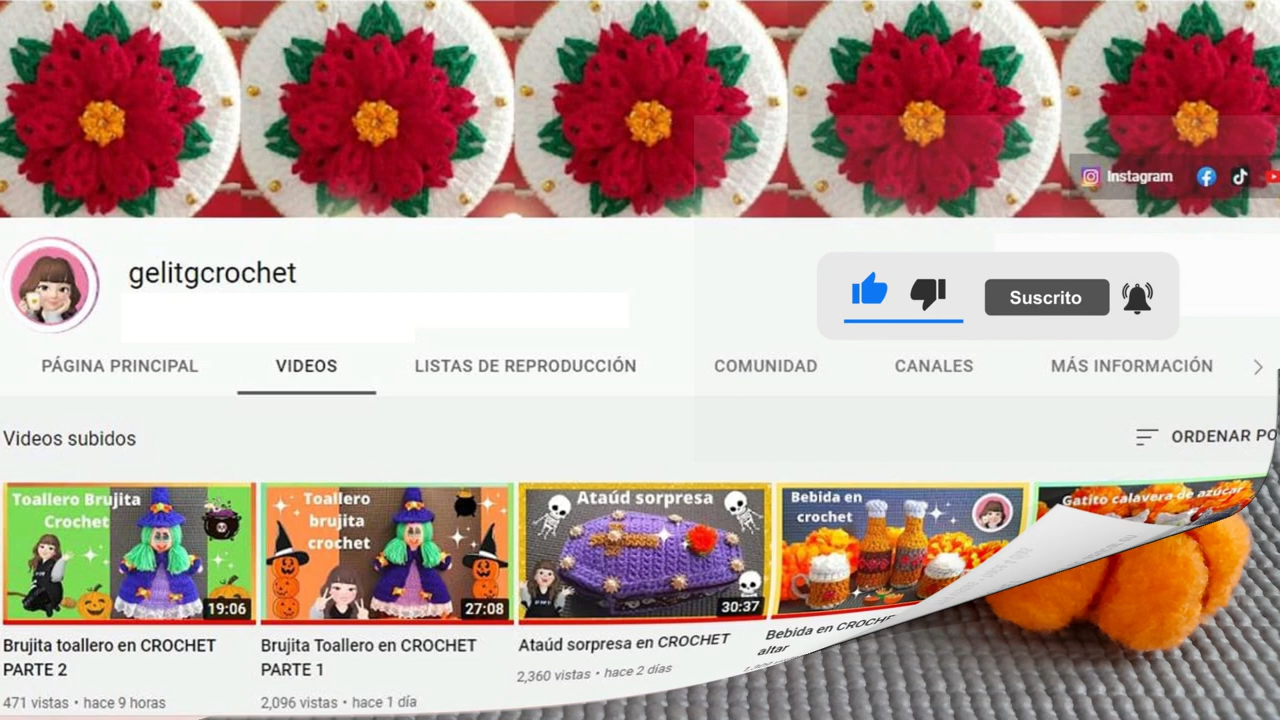 Instagram
gelitgcrochet
Suscrito
PÁGINA PRINCIPAL VIDEOS LISTAS DE REPRODUCCIÓN COMUNIDAD CANALES MÁS INFORMACIÓN
Videos subidos
ORDENAR PO
Toallero Brujita
Crochet
19:06
Toallero
brujita
crochet
27:08
Ataúd sorpresa
30:37
Bebida en
crochet
Gatito calavera de azúcar
Brujita toallero en CROCHET
PARTE 2
471 vistas • hace 9 horas
Brujita Toallero en CROCHET
PARTE 1
2,096 vistas • hace 1 día
Ataúd sorpresa en CROCHET
2,360 vistas • hace 2 días
Bebida en CROCHET
altar